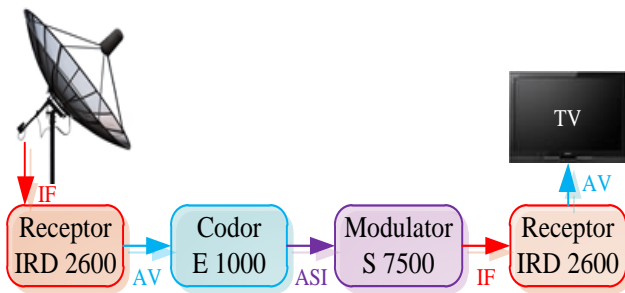 TV
IF
AV
Receptor
IRD 2600
AV
Codor
E 1000
ASI
Modulator
S 7500
IF
Receptor
IRD 2600